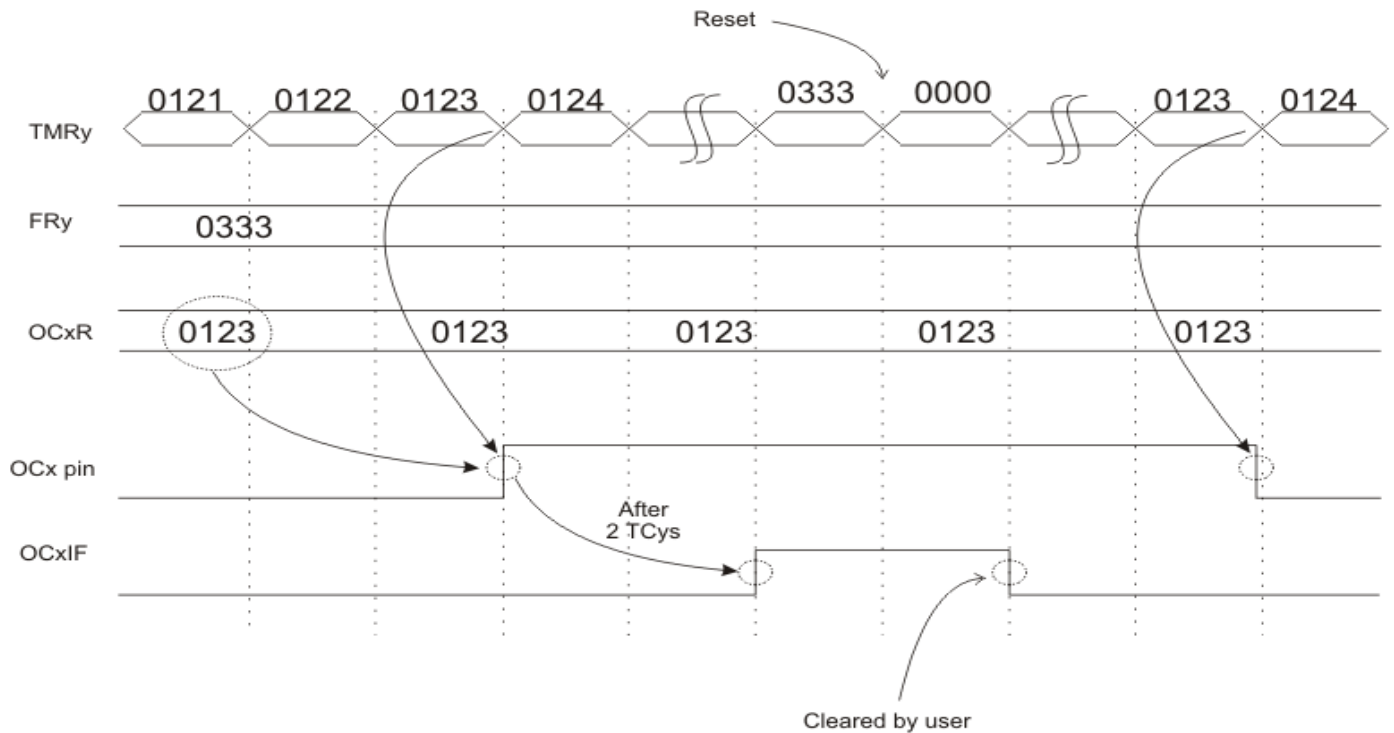 Reset
TMRy 0121 0122 0123 0124 0333 0000 0123 0124
FRy 0333
OCxR 0123 0123 0123 0123 0123
OCx pin
After
2 TCys
OCxIF
Cleared by user